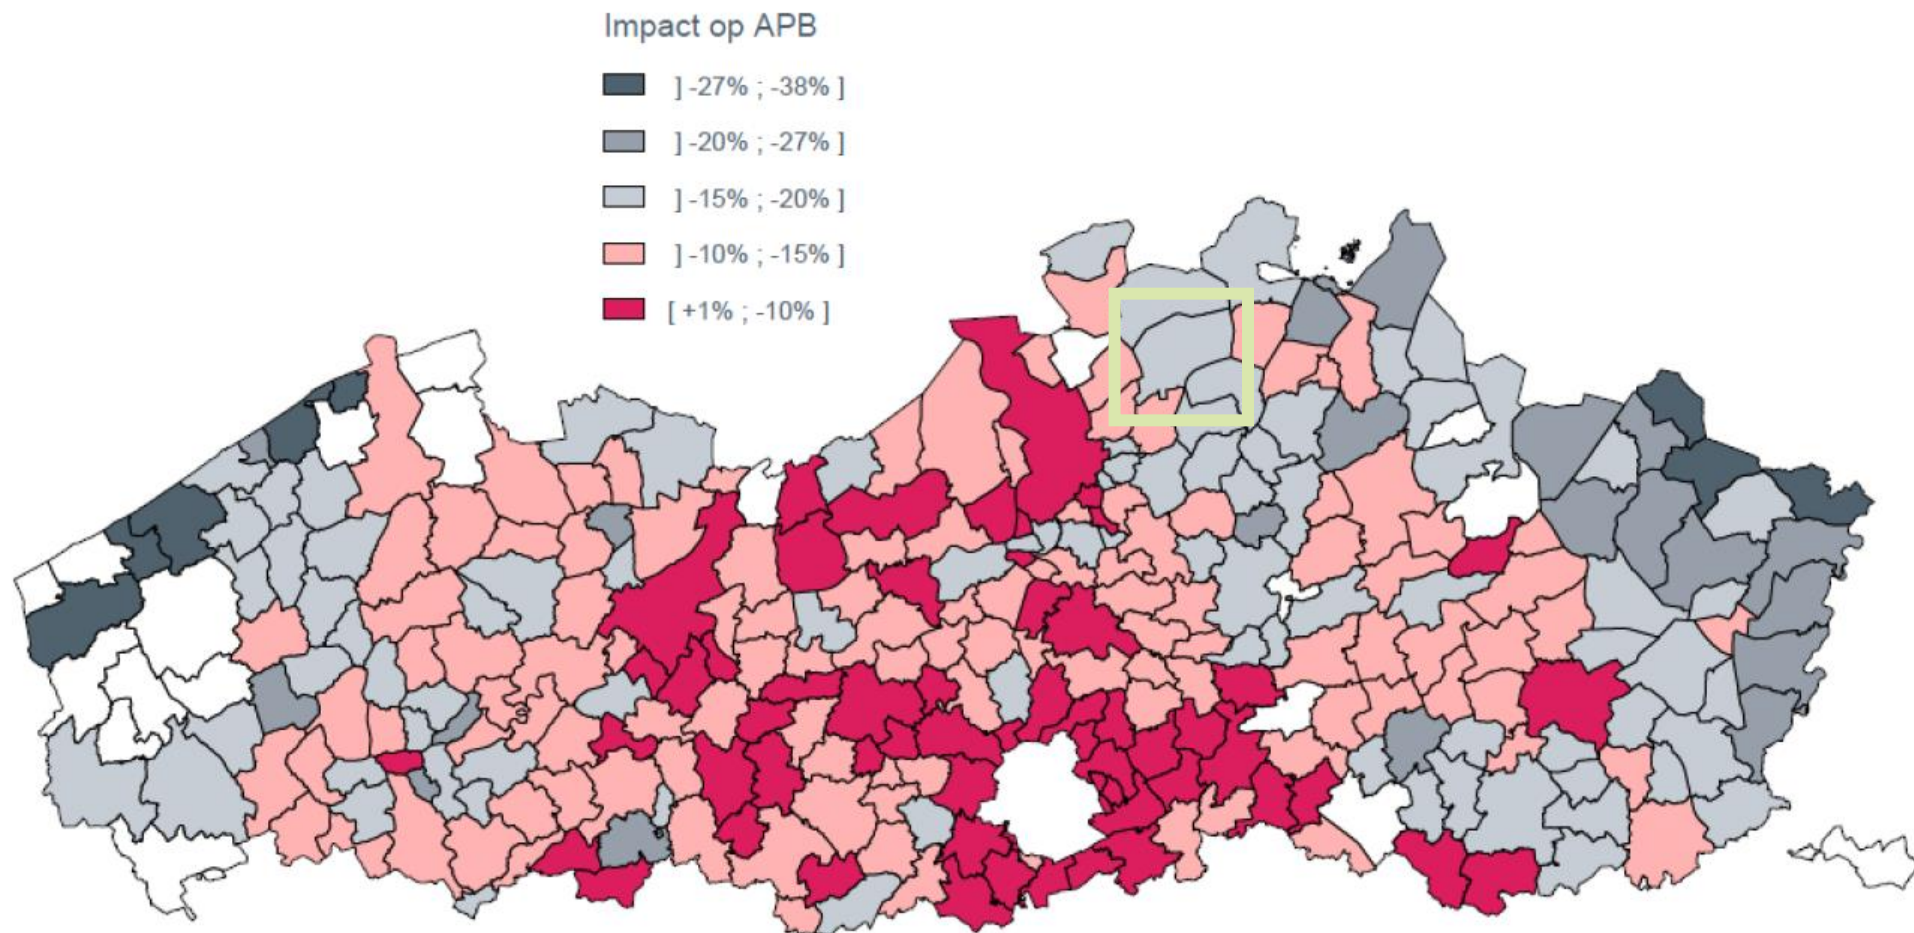 Impact op APB
] -27% ; -38% ]
] -20% ; -27% ]
] -15% ; -20% ]
] -10% ; -15% ]
[ +1% ; -10% ]